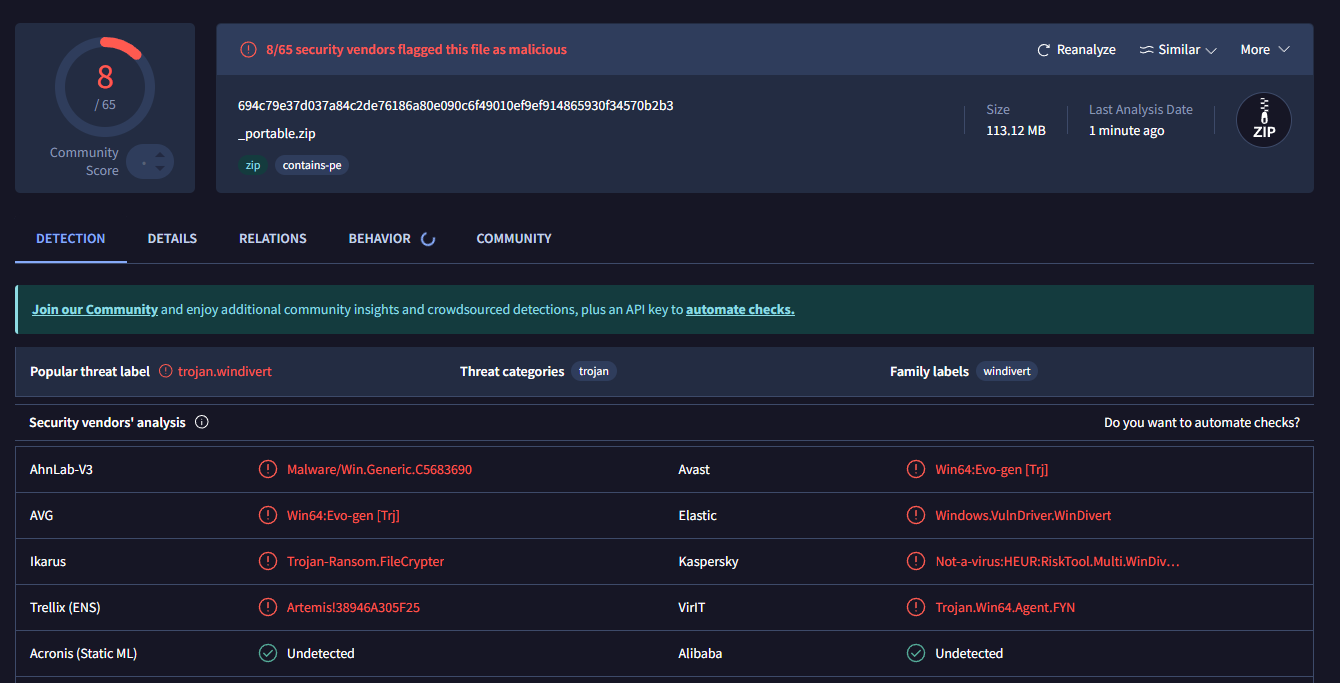 8
/ 65
Community
Score
8/65 security vendors flagged this file as malicious
Reanalyze
Similar
More
694c79e37d037a84c2de76186a80e090c6f49010ef9ef914865930f34570b2b3
_portable.zip
zip
contains-pe
Size
113.12 MB
Last Analysis Date
1 minute ago
ZIP
DETECTION
DETAILS
RELATIONS
BEHAVIOR
COMMUNITY
Join our Community and enjoy additional community insights and crowdsourced detections, plus an API key to automate checks.
Popular threat label
trojan.windivert
Threat categories
trojan
Family labels
windivert
Security vendors' analysis
Do you want to automate checks?
AhnLab-V3
Malware/Win.Generic.C5683690
Avast
Win64:Evo-gen [Trj]
AVG
Win64:Evo-gen [Trj]
Elastic
Windows.VulnDriver.WinDivert
Ikarus
Trojan-Ransom.FileCrypter
Kaspersky
Not-a-virus:HEUR:RiskTool.Multi.WinDiv...
Trellix (ENS)
Artemis!38946A305F25
VirIT
Trojan.Win64.Agent.FYN
Acronis (Static ML)
Undetected
Alibaba
Undetected